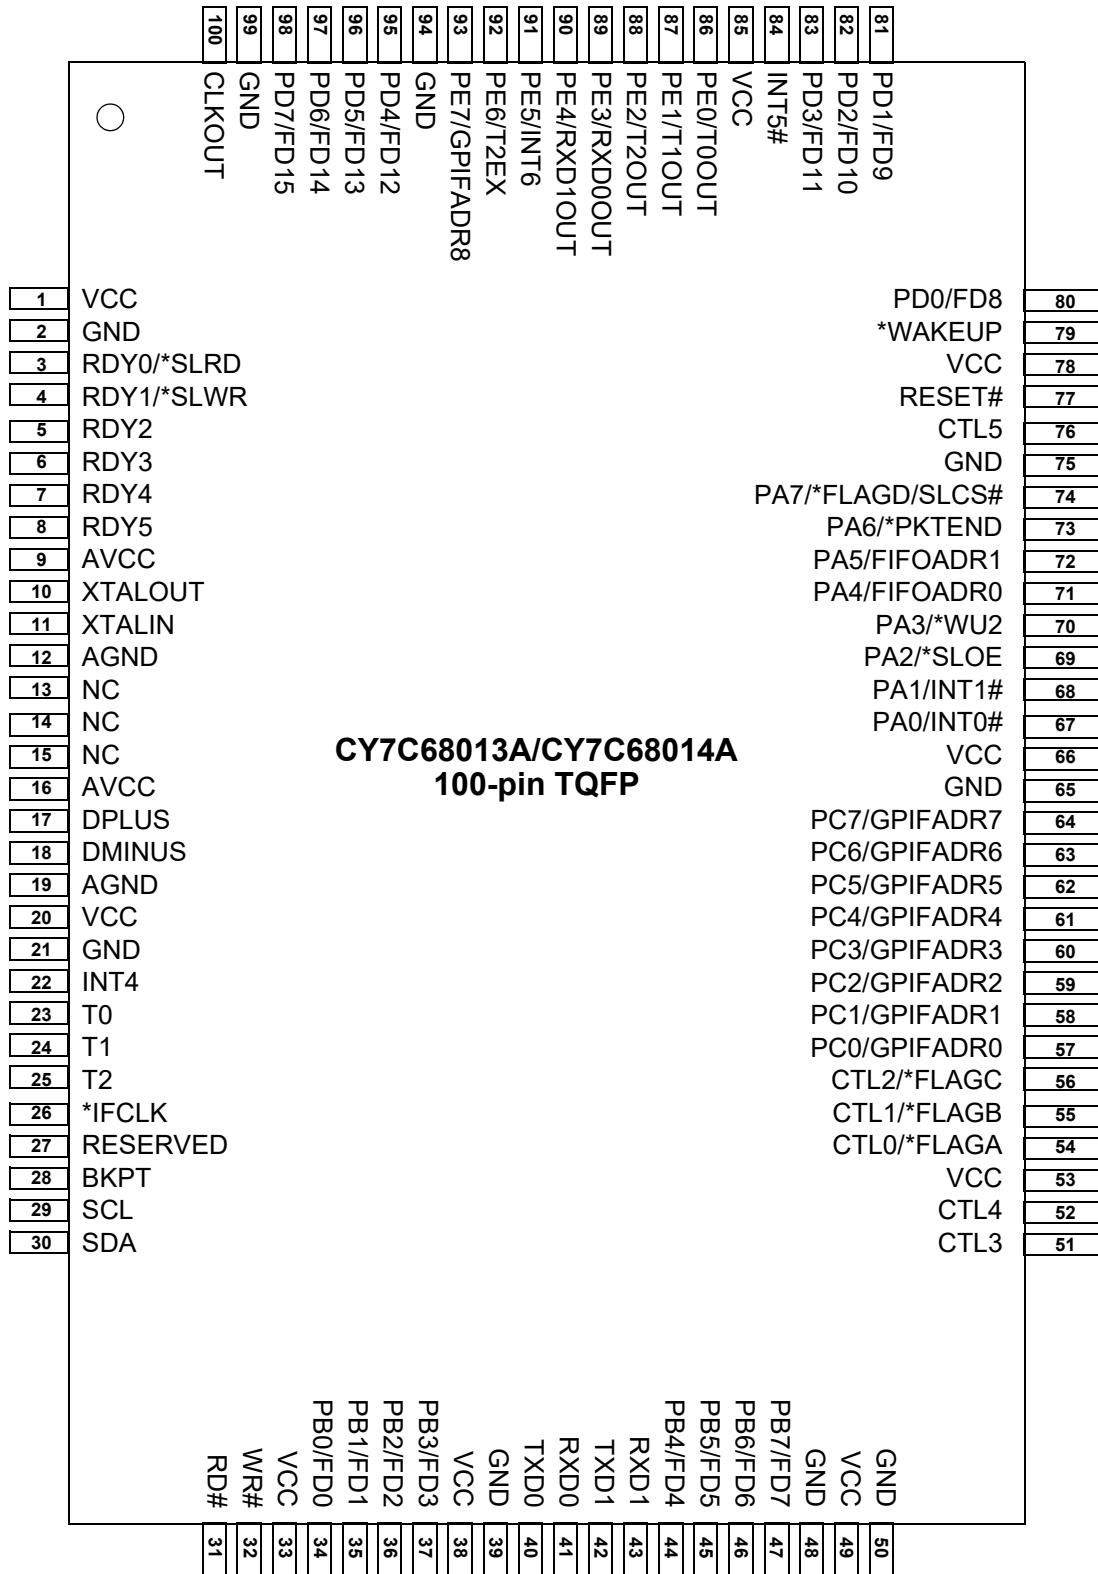 100 99 98 97 96 95 94 93 92 91 90 89 88 87 86 85 84 83 82 81
CLKOUT
GND
PD7/FD15
PD6/FD14
PD5/FD13
PD4/FD12
GND
PE7/GPIFADR8
PE6/T2EX
PE5/INT6
PE4/RXD1OUT
PE3/RXD0OUT
PE2/T2OUT
PE1/T1OUT
PE0/T0OUT
VCC
INT5#
PD3/FD11
PD2/FD10
PD1/FD9
1 VCC
2 GND
3 RDY0/*SLRD
4 RDY1/*SLWR
5 RDY2
6 RDY3
7 RDY4
8 RDY5
9 AVCC
10 XTALOUT
11 XTALIN
12 AGND
13 NC
14 NC
15 NC
16 AVCC
17 DPLUS
18 DMINUS
19 AGND
20 VCC
21 GND
22 INT4
23 T0
24 T1
25 T2
26 *IFCLK
27 RESERVED
28 BKPT
29 SCL
30 SDA
CY7C68013A/CY7C68014A
100-pin TQFP
PD0/FD8 80
*WAKEUP 79
VCC 78
RESET# 77
CTL5 76
GND 75
PA7/*FLAGD/SLCS# 74
PA6/*PKTEND 73
PA5/FIFOADR1 72
PA4/FIFOADR0 71
PA3/*WU2 70
PA2/*SLOE 69
PA1/INT1# 68
PA0/INT0# 67
VCC 66
GND 65
PC7/GPIFADR7 64
PC6/GPIFADR6 63
PC5/GPIFADR5 62
PC4/GPIFADR4 61
PC3/GPIFADR3 60
PC2/GPIFADR2 59
PC1/GPIFADR1 58
PC0/GPIFADR0 57
CTL2/*FLAGC 56
CTL1/*FLAGB 55
CTL0/*FLAGA 54
VCC 53
CTL4 52
CTL3 51
RD#
WR#
VCC
PB0/FD0
PB1/FD1
PB2/FD2
PB3/FD3
VCC
GND
TXD0
RXD0
TXD1
RXD1
PB4/FD4
PB5/FD5
PB6/FD6
PB7/FD7
GND
VCC
GND
31 32 33 34 35 36 37 38 39 40 41 42 43 44 45 46 47 48 49 50